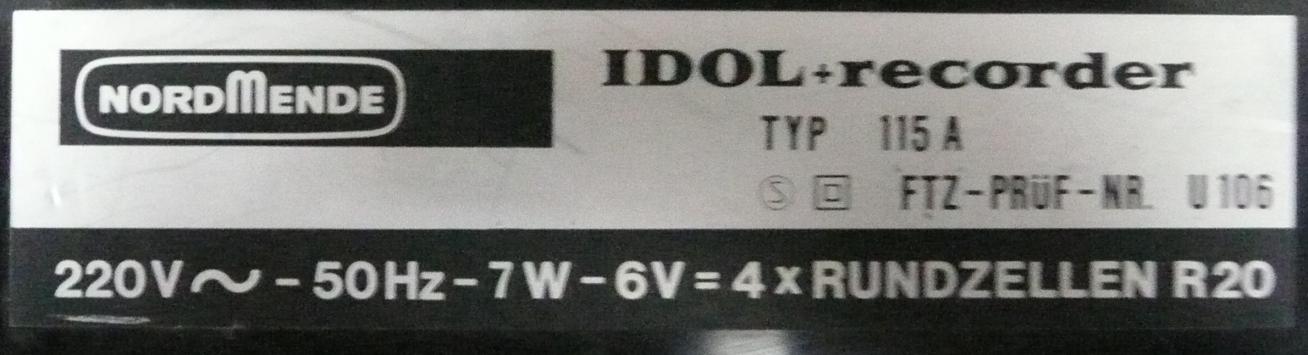 NORDMENDE
IDOL+recorder
TYP 115 A
Ⓢ FTZ-PRÜF-NR. U 106
220V~ - 50Hz - 7W - 6V = 4 x RUNDZELLEN R20